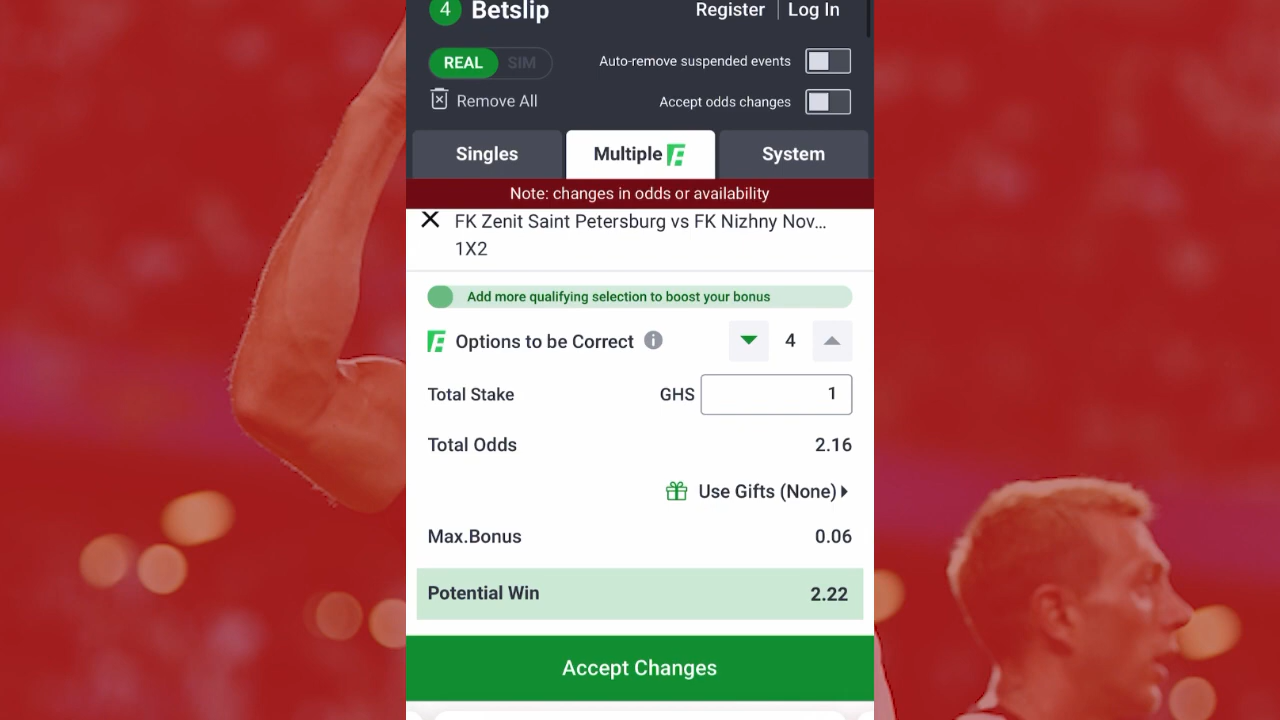 4 Betslip Register Log In
REAL SIM Auto-remove suspended events
Remove All Accept odds changes
Singles Multiple System
Note: changes in odds or availability
FK Zenit Saint Petersburg vs FK Nizhny Nov...
1X2
Add more qualifying selection to boost your bonus
Options to be Correct 4
Total Stake GHS 1
Total Odds 2.16
Use Gifts (None)
Max.Bonus 0.06
Potential Win 2.22
Accept Changes